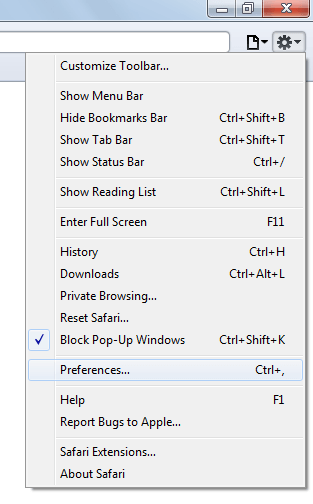 Customize Toolbar...
Show Menu Bar
Hide Bookmarks Bar Ctrl+Shift+B
Show Tab Bar Ctrl+Shift+T
Show Status Bar Ctrl+/
Show Reading List Ctrl+Shift+L
Enter Full Screen F11
History Ctrl+H
Downloads Ctrl+Alt+L
Private Browsing...
Reset Safari...
Block Pop-Up Windows Ctrl+Shift+K
Preferences... Ctrl+,
Help F1
Report Bugs to Apple...
Safari Extensions...
About Safari